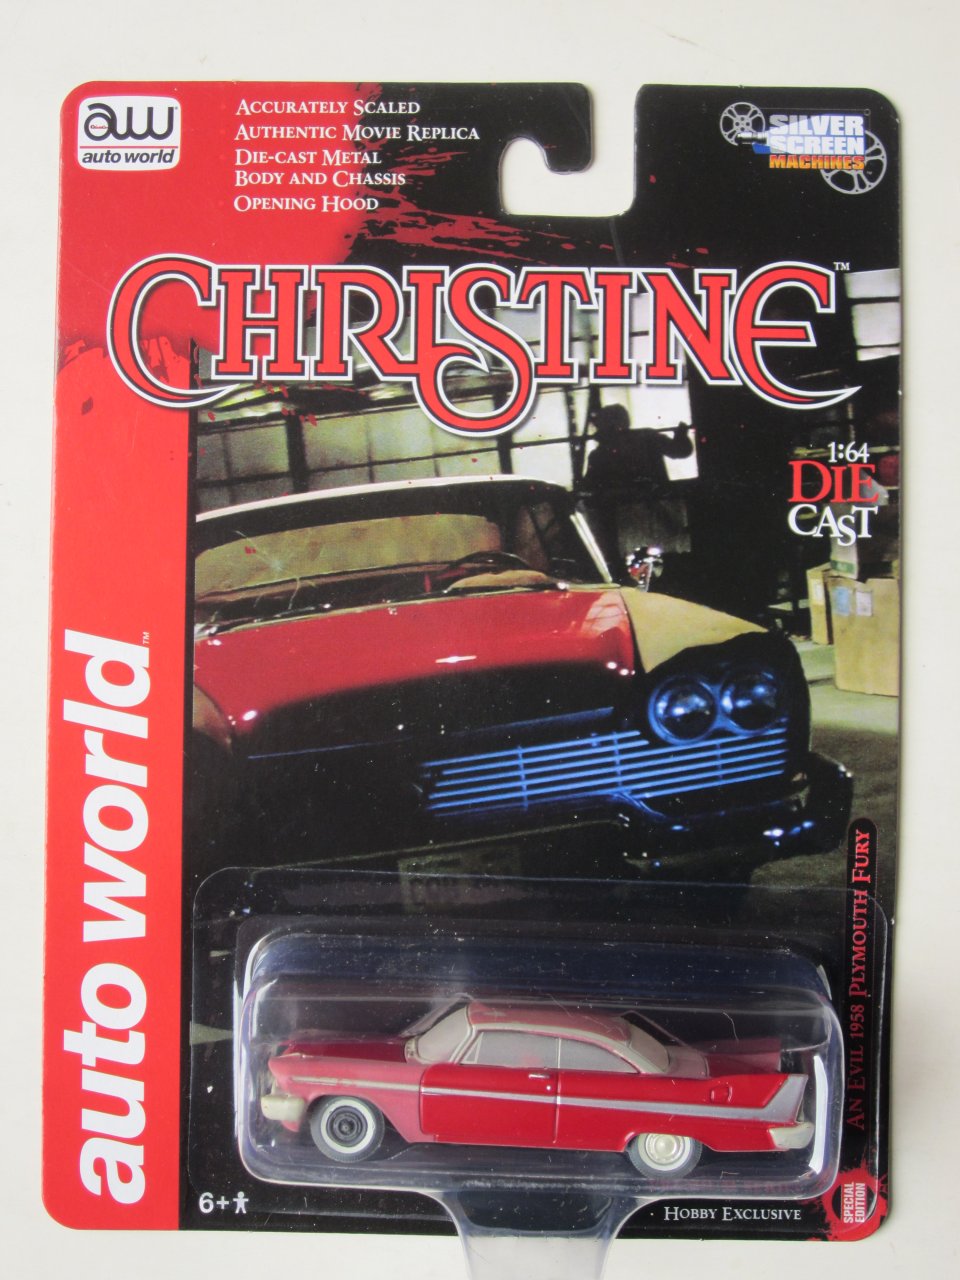 aw
auto world
ACCURATELY SCALED
AUTHENTIC MOVIE REPLICA
DIE-CAST METAL
BODY AND CHASSIS
OPENING HOOD
SILVER
SCREEN
MACHINES
CHRISTINE™
1:64
DIE
CAST
auto world™
AN EVIL 1958 PLYMOUTH FURY
6+
HOBBY EXCLUSIVE
SPECIAL
EDITION